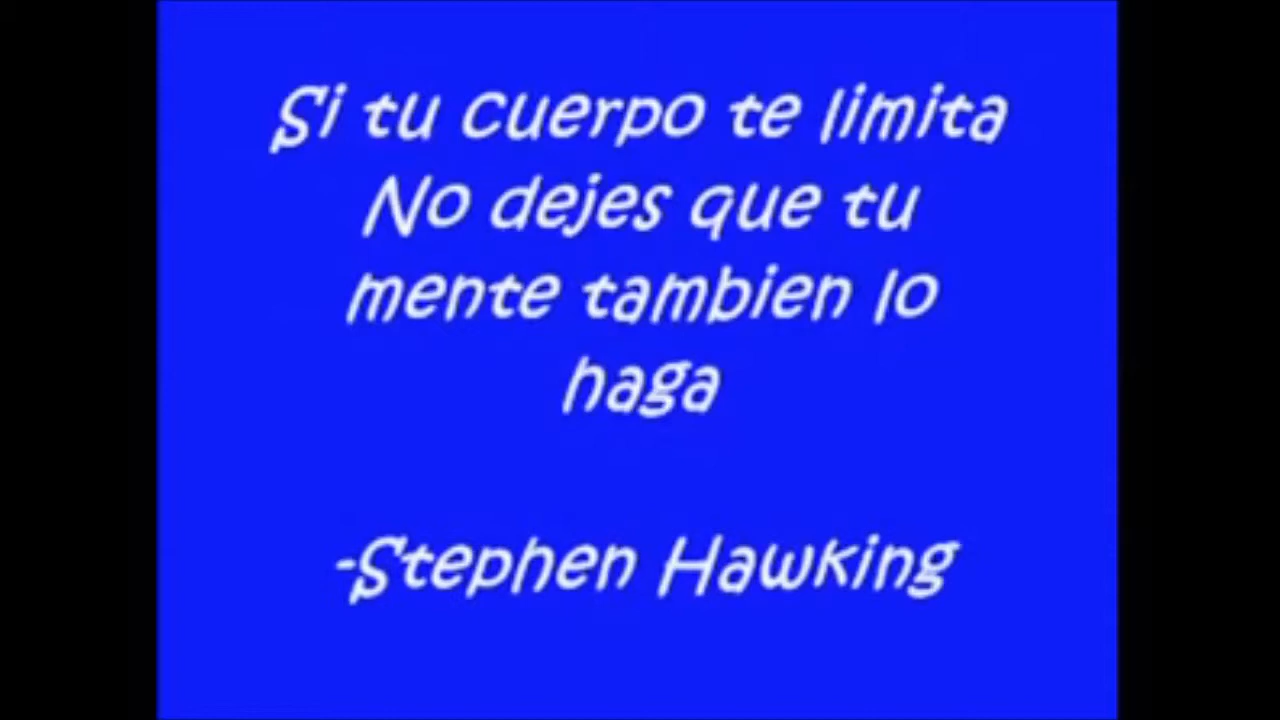 Si tu cuerpo te limita
No dejes que tu
mente tambien lo
haga
-Stephen Hawking